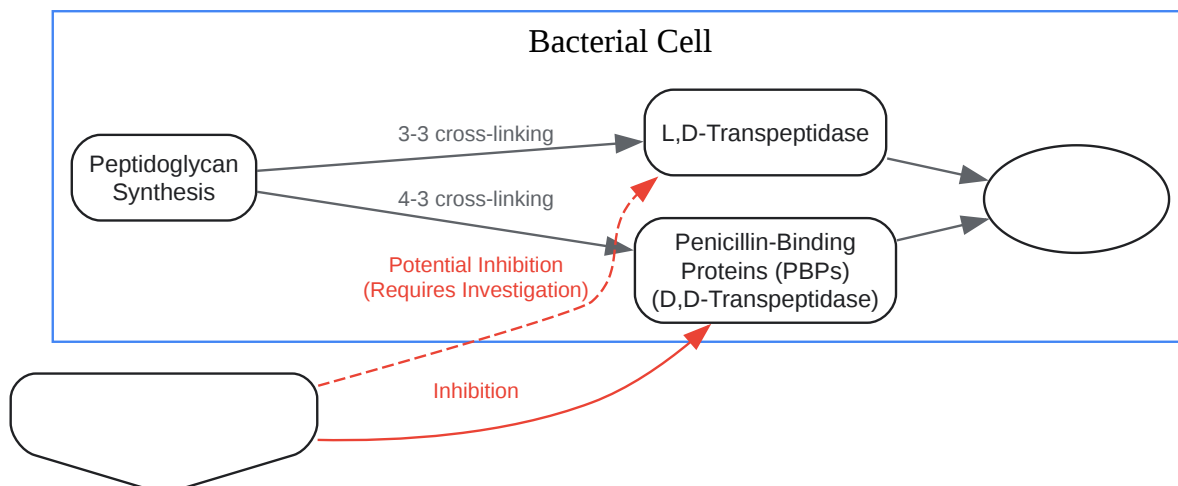 Bacterial Cell
3-3 cross-linking
L,D-Transpeptidase
Peptidoglycan
Synthesis
4-3 cross-linking
Penicillin-Binding
Proteins (PBPs)
(D,D-Transpeptidase)
Potential Inhibition
(Requires Investigation)
Inhibition